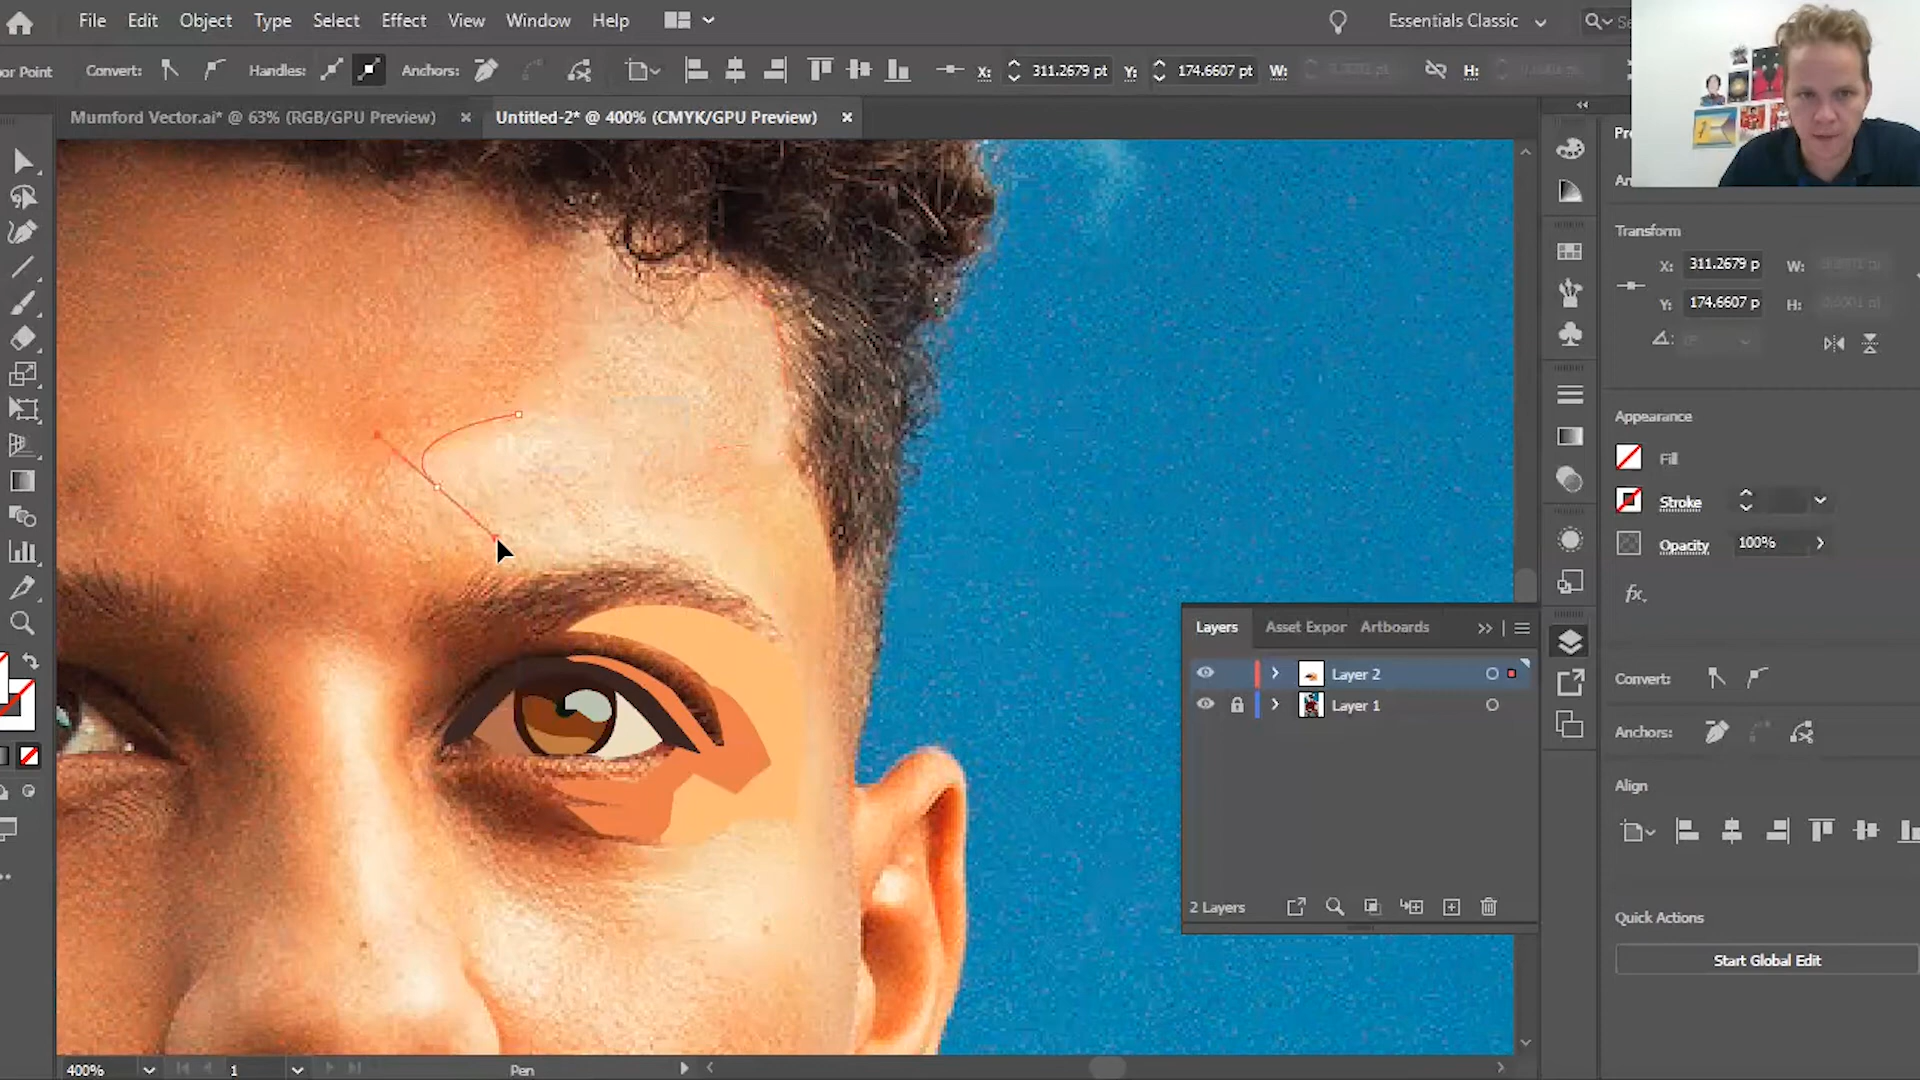 File Edit Object Type Select Effect View Window Help Essentials Classic
or Point Convert: Handles: Anchors: X: 311.2679 pt Y: 174.6607 pt W: H:
Mumford Vector.ai* @ 63% (RGB/GPU Preview) × Untitled-2* @ 400% (CMYK/GPU Preview) ×
Transform
X: 311.2679 p W:
Y: 174.6607 p H:
Appearance
Fill
Stroke
Opacity 100%
fx.
Layers Asset Expor Artboards
Layer 2
Layer 1
2 Layers
Convert:
Anchors:
Align
Quick Actions
Start Global Edit
400% 1 Pen